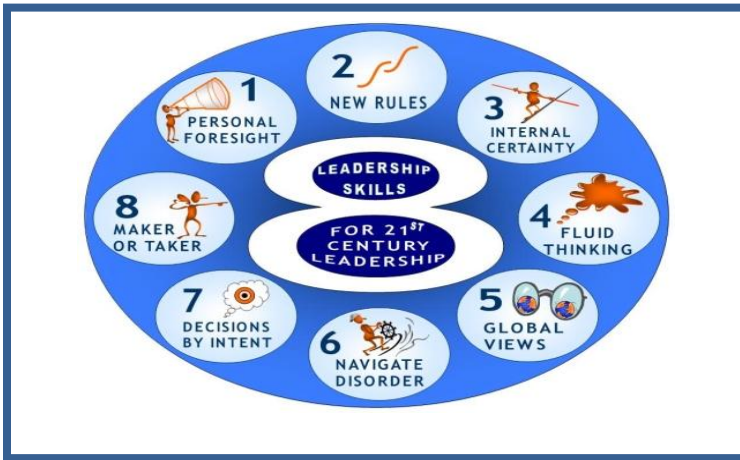 LEADERSHIP
SKILLS
FOR 21ST
CENTURY
LEADERSHIP
1
PERSONAL
FORESIGHT
2
NEW RULES
3
INTERNAL
CERTAINTY
4
FLUID
THINKING
5
GLOBAL
VIEWS
6
NAVIGATE
DISORDER
7
DECISIONS
BY INTENT
8
MAKER
OR TAKER